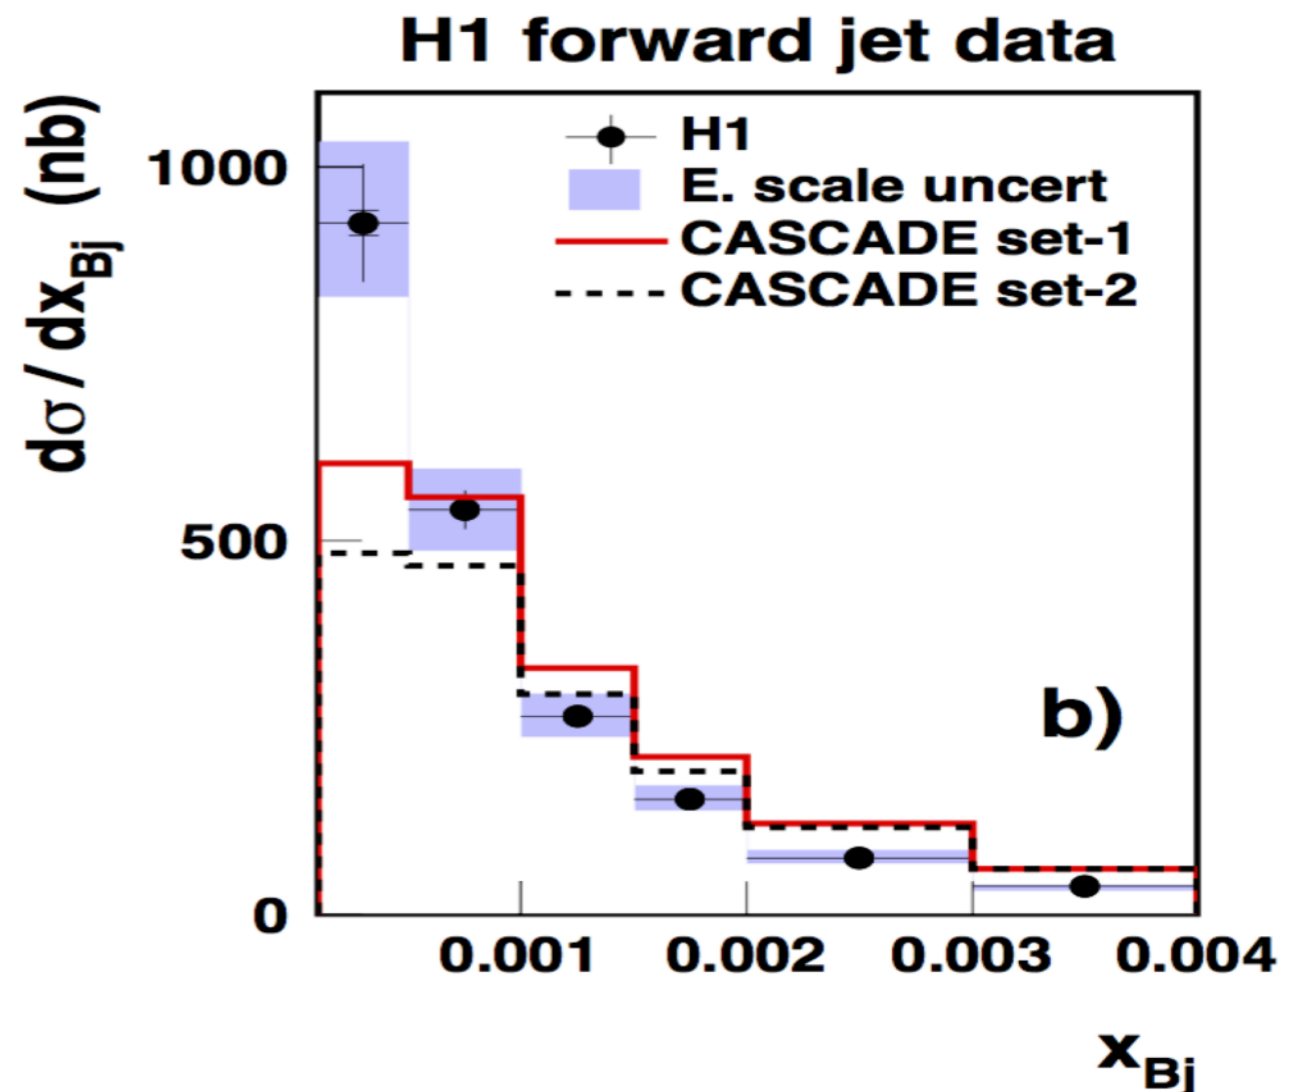 H1 forward jet data
dσ / dx_Bj (nb)
1000
500
0
H1
E. scale uncert
CASCADE set-1
CASCADE set-2
b)
0.001 0.002 0.003 0.004
x_Bj